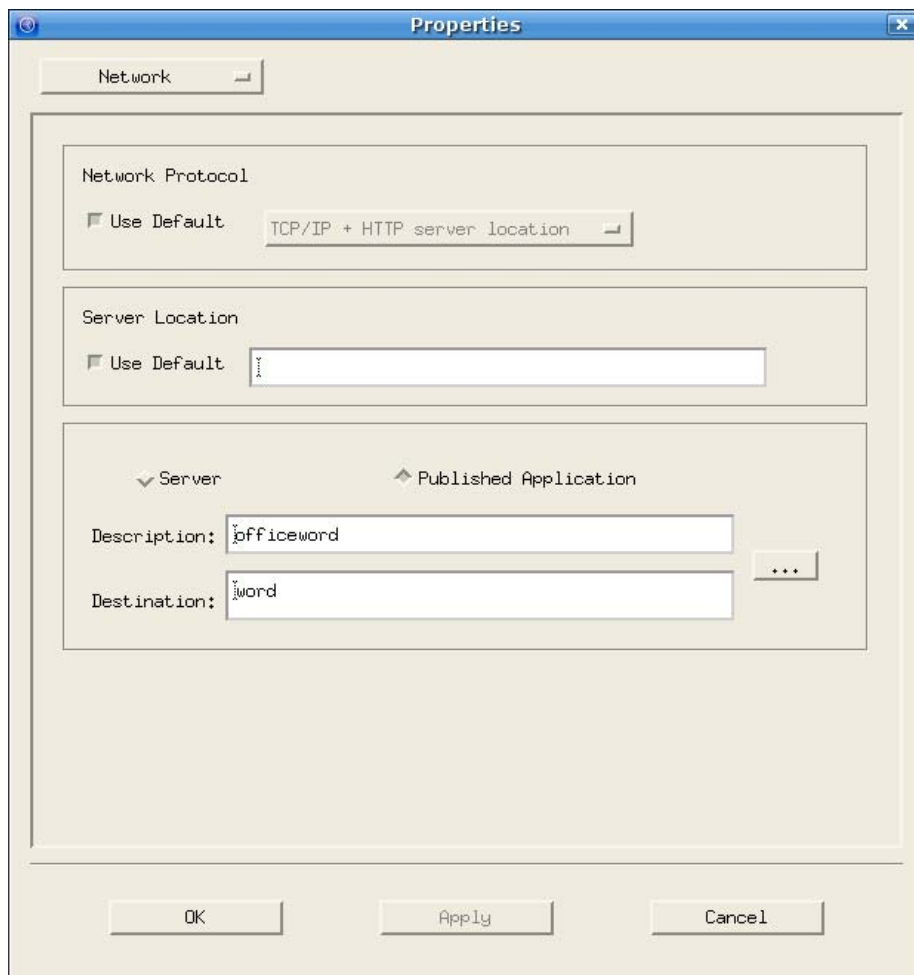 Properties
Network
Network Protocol
Use Default TCP/IP + HTTP server location
Server Location
Use Default
Server Published Application
Description: officeword
...
Destination: word
OK Apply Cancel